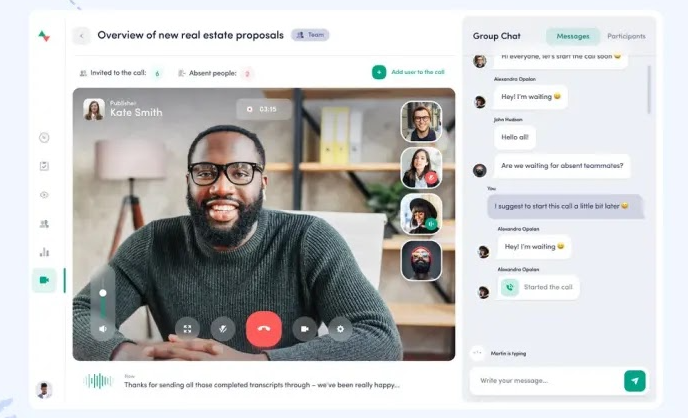 Overview of new real estate proposals
Team
Invited to the call: 6
Absent people: 2
Add user to the call
Publisher
Kate Smith
03:15
Now
Thanks for sending all those completed transcripts through – we've been really happy...
Group Chat
Messages
Participants
Hi everyone, let's start the call soon 😄
Alexandra Opalan
Hey! I'm waiting 😄
John Hudson
Hello all!
Are we waiting for absent teammates?
You
I suggest to start this call a little bit later 😄
Alexandra Opalan
Hey! I'm waiting 😄
Alexandra Opalan
Started the call
Martin is typing
Write your message...